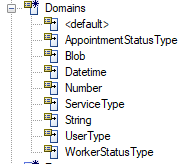 Domains
<default>
AppointmentStatusType
Blob
Datetime
Number
ServiceType
String
UserType
WorkerStatusType